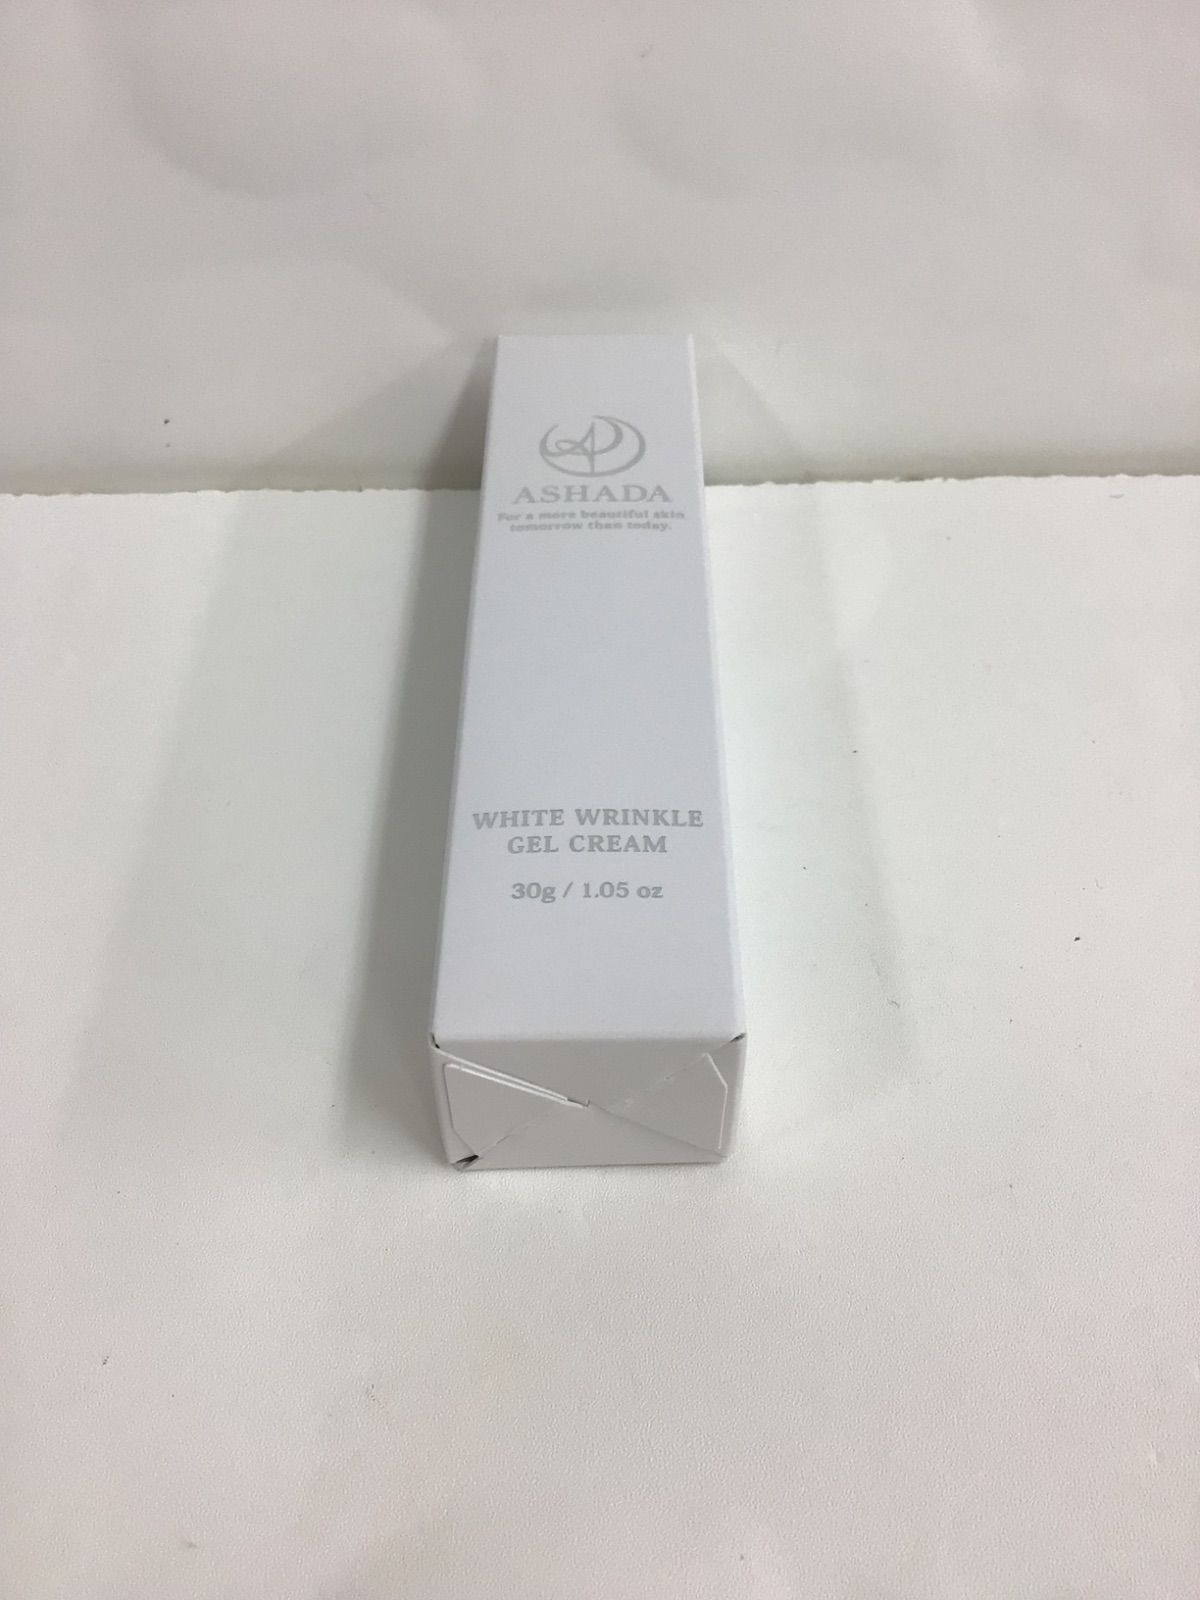 ASHADA
For a more beautiful skin
tomorrow than today.
WHITE WRINKLE
GEL CREAM
30g / 1.05 oz